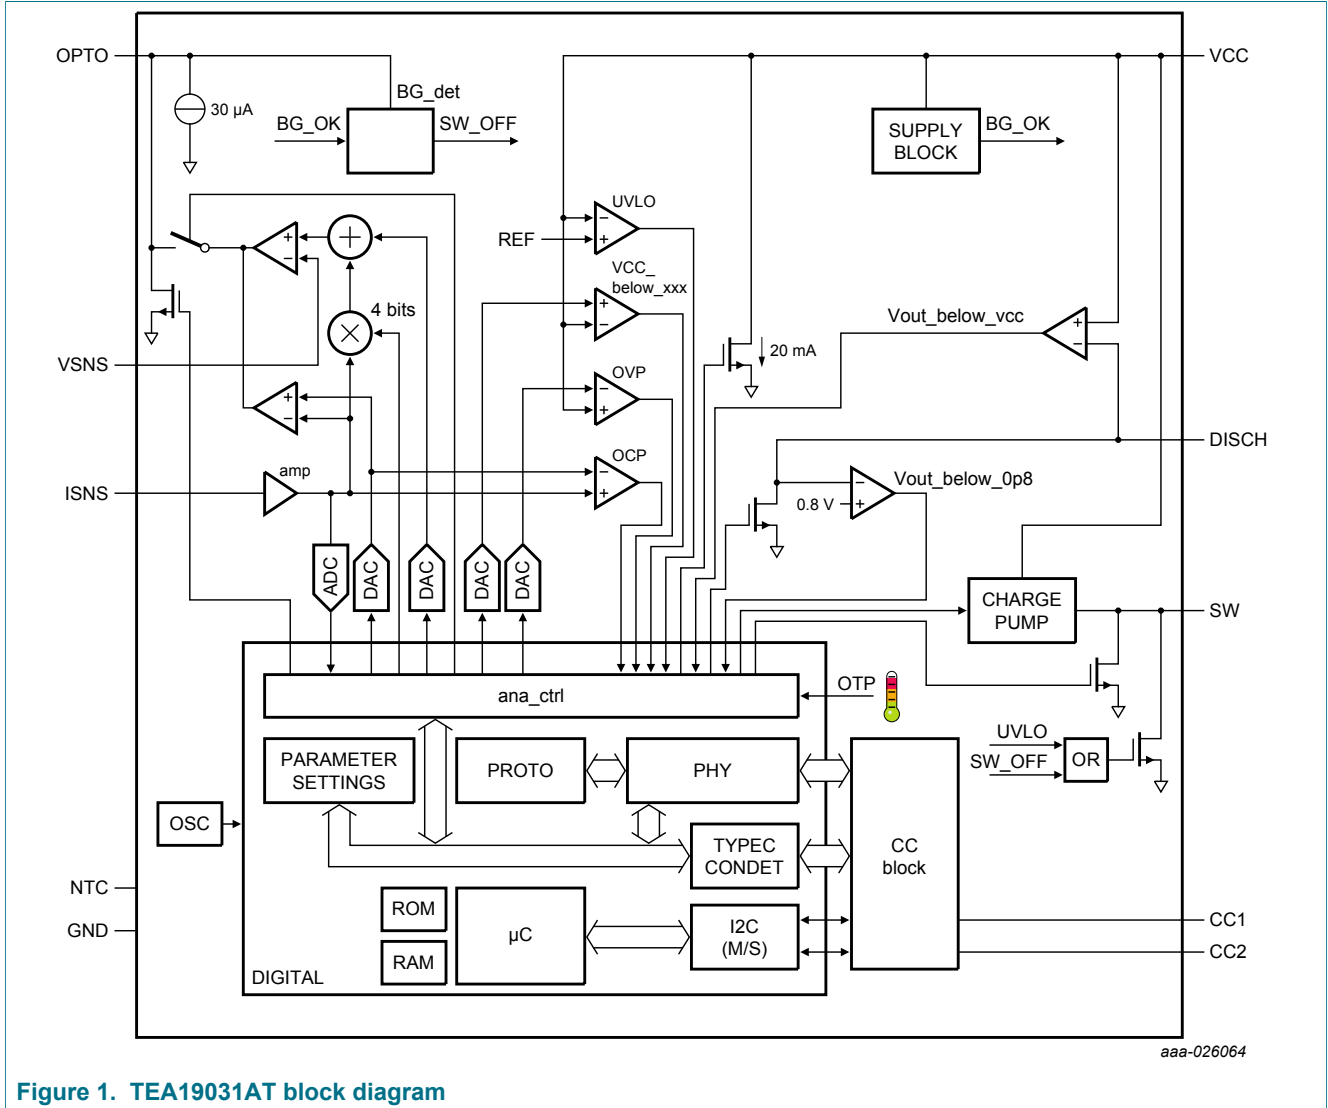 OPTO
VCC
30 µA
BG_det
BG_OK
SW_OFF
SUPPLY
BLOCK
BG_OK
UVLO
+
-
REF
-
+
4 bits
VCC_
below_xxx
+
-
Vout_below_vcc
+
-
20 mA
VSNS
OVP
-
+
+
-
DISCH
OCP
-
+
amp
ISNS
Vout_below_0p8
-
0.8 V
+
ADC
DAC
DAC
DAC
DAC
CHARGE
PUMP
SW
ana_ctrl
OTP
UVLO
SW_OFF
OR
PARAMETER
SETTINGS
PROTO
PHY
OSC
TYPEC
CONDET
CC
block
NTC
ROM
µC
I2C
(M/S)
CC1
GND
RAM
CC2
DIGITAL
aaa-026064
Figure 1. TEA19031AT block diagram